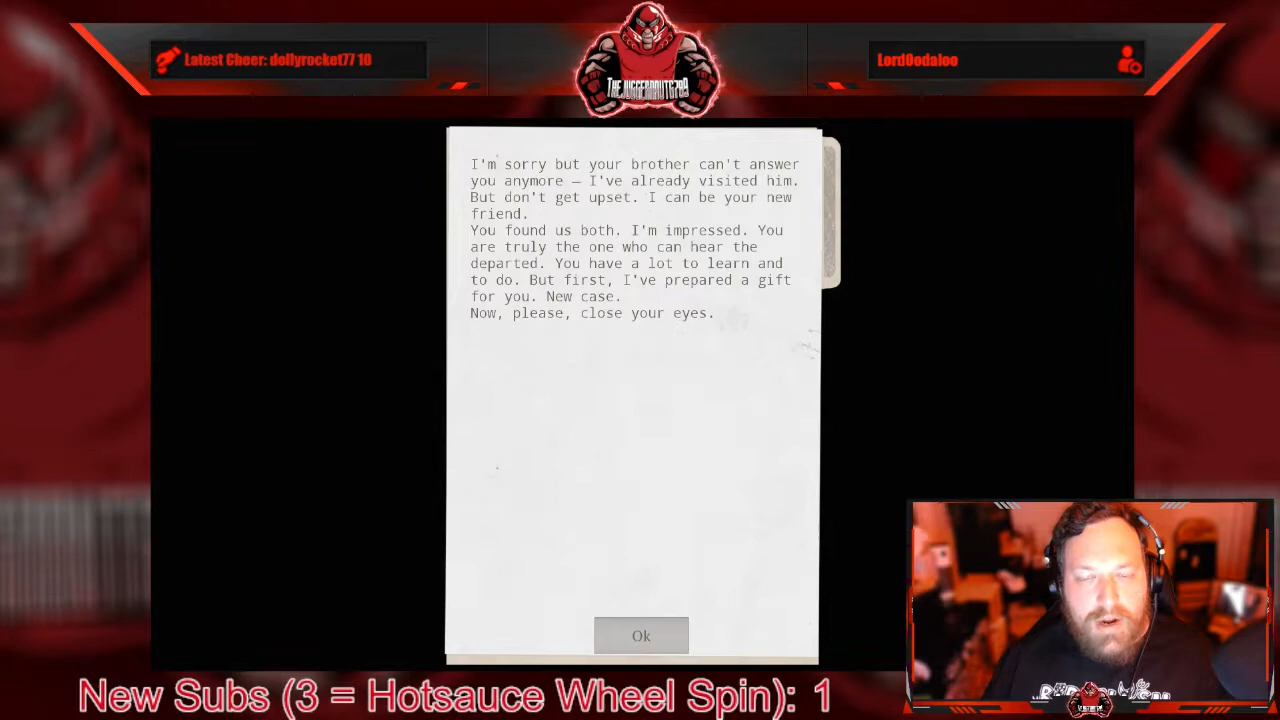 Latest Cheer: dollyrocket77 10
THEJUGGERNAUT0789
LordOodaloo
I'm sorry but your brother can't answer
you anymore — I've already visited him.
But don't get upset. I can be your new
friend.
You found us both. I'm impressed. You
are truly the one who can hear the
departed. You have a lot to learn and
to do. But first, I've prepared a gift
for you. New case.
Now, please, close your eyes.
Ok
New Subs (3 = Hotsauce Wheel Spin): 1